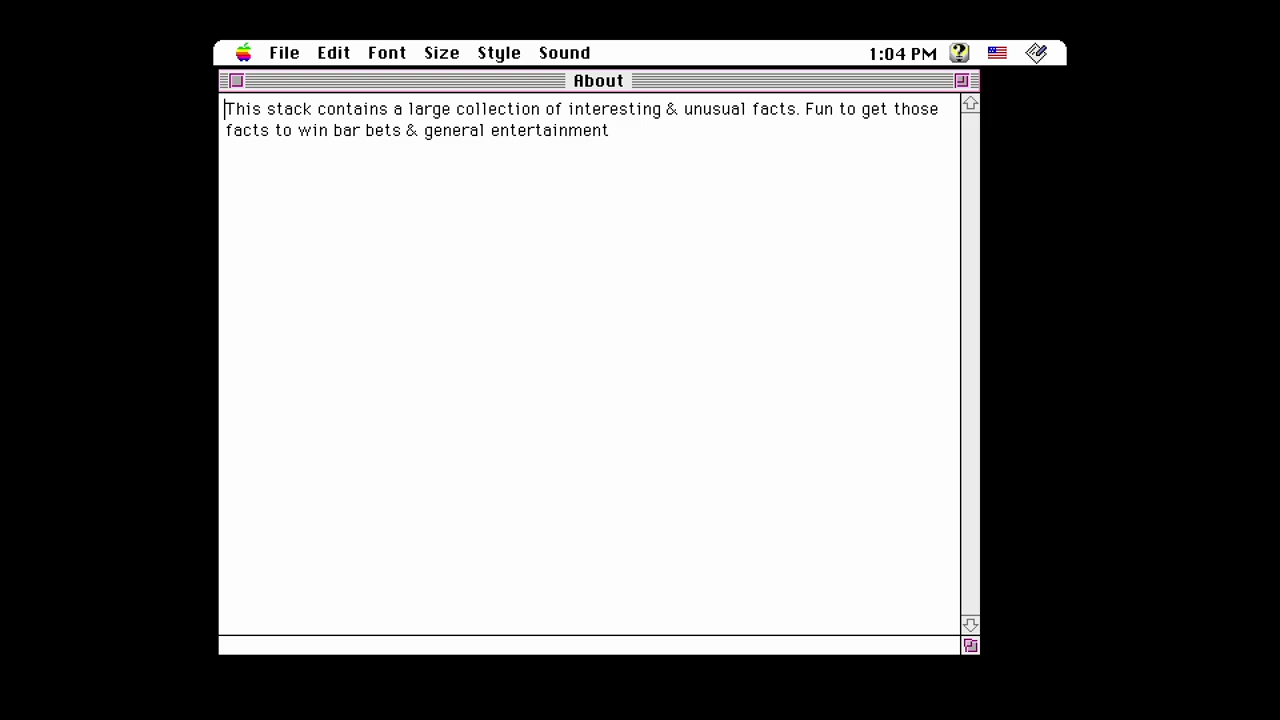 File Edit Font Size Style Sound 1:04 PM
About
This stack contains a large collection of interesting & unusual facts. Fun to get those
facts to win bar bets & general entertainment